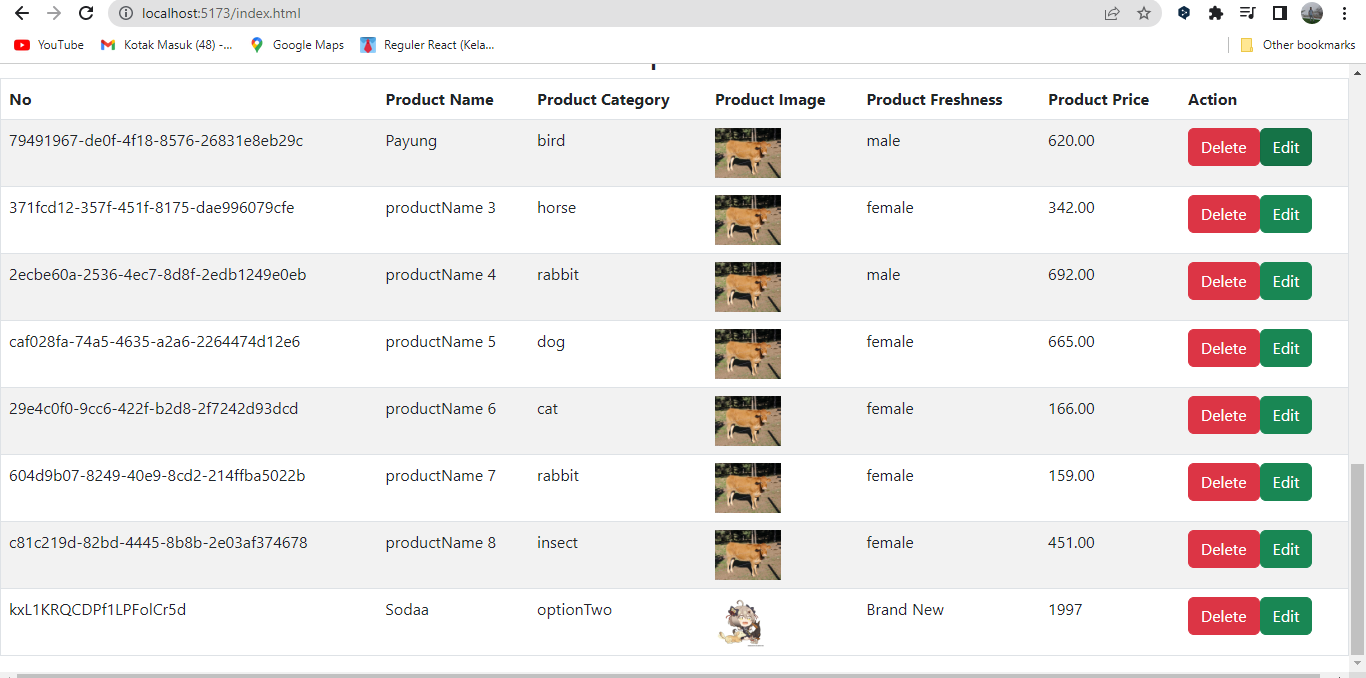 localhost:5173/index.html
YouTube Kotak Masuk (48) -... Google Maps Reguler React (Kela... Other bookmarks
No Product Name Product Category Product Image Product Freshness Product Price Action
79491967-de0f-4f18-8576-26831e8eb29c Payung bird male 620.00 Delete Edit
371fcd12-357f-451f-8175-dae996079cfe productName 3 horse female 342.00 Delete Edit
2ecbe60a-2536-4ec7-8d8f-2edb1249e0eb productName 4 rabbit male 692.00 Delete Edit
caf028fa-74a5-4635-a2a6-2264474d12e6 productName 5 dog female 665.00 Delete Edit
29e4c0f0-9cc6-422f-b2d8-2f7242d93dcd productName 6 cat female 166.00 Delete Edit
604d9b07-8249-40e9-8cd2-214ffba5022b productName 7 rabbit female 159.00 Delete Edit
c81c219d-82bd-4445-8b8b-2e03af374678 productName 8 insect female 451.00 Delete Edit
kxL1KRQCDPf1LPFolCr5d Sodaa optionTwo Brand New 1997 Delete Edit